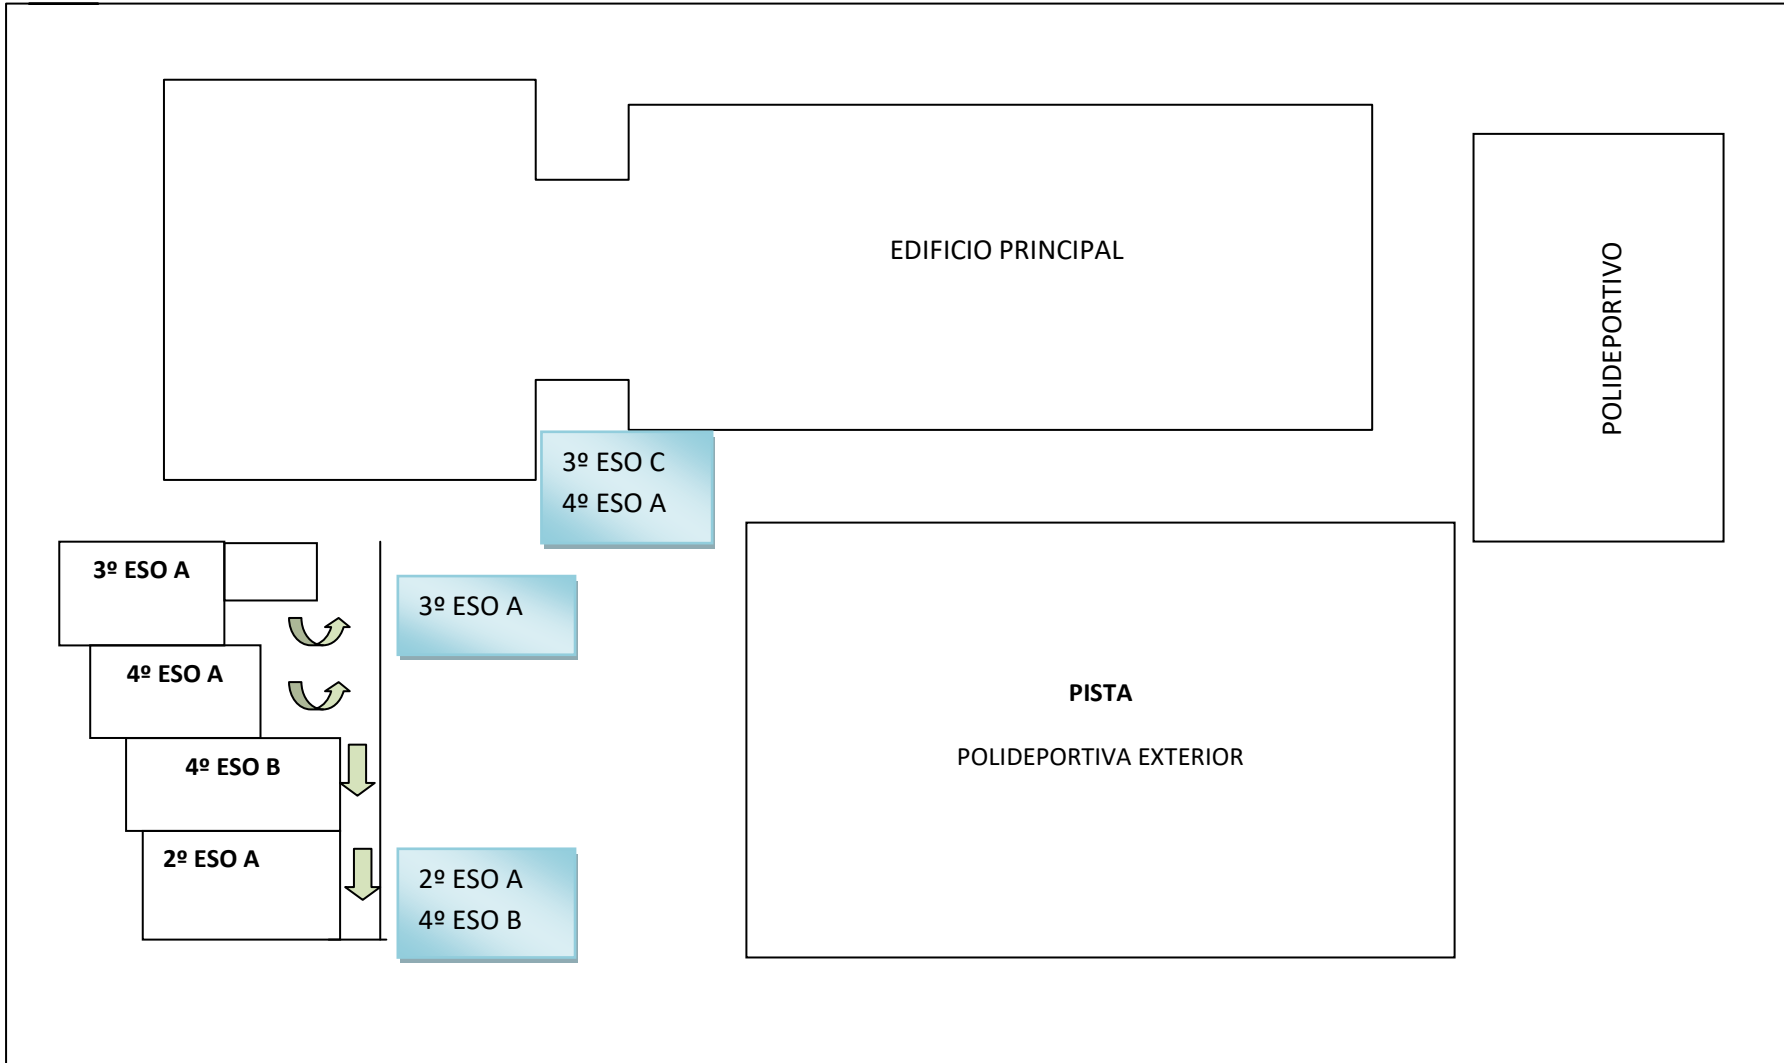 EDIFICIO PRINCIPAL
POLIDEPORTIVO
3º ESO C
4º ESO A
3º ESO A
3º ESO A
4º ESO A
4º ESO B
2º ESO A
2º ESO A
4º ESO B
PISTA
POLIDEPORTIVA EXTERIOR